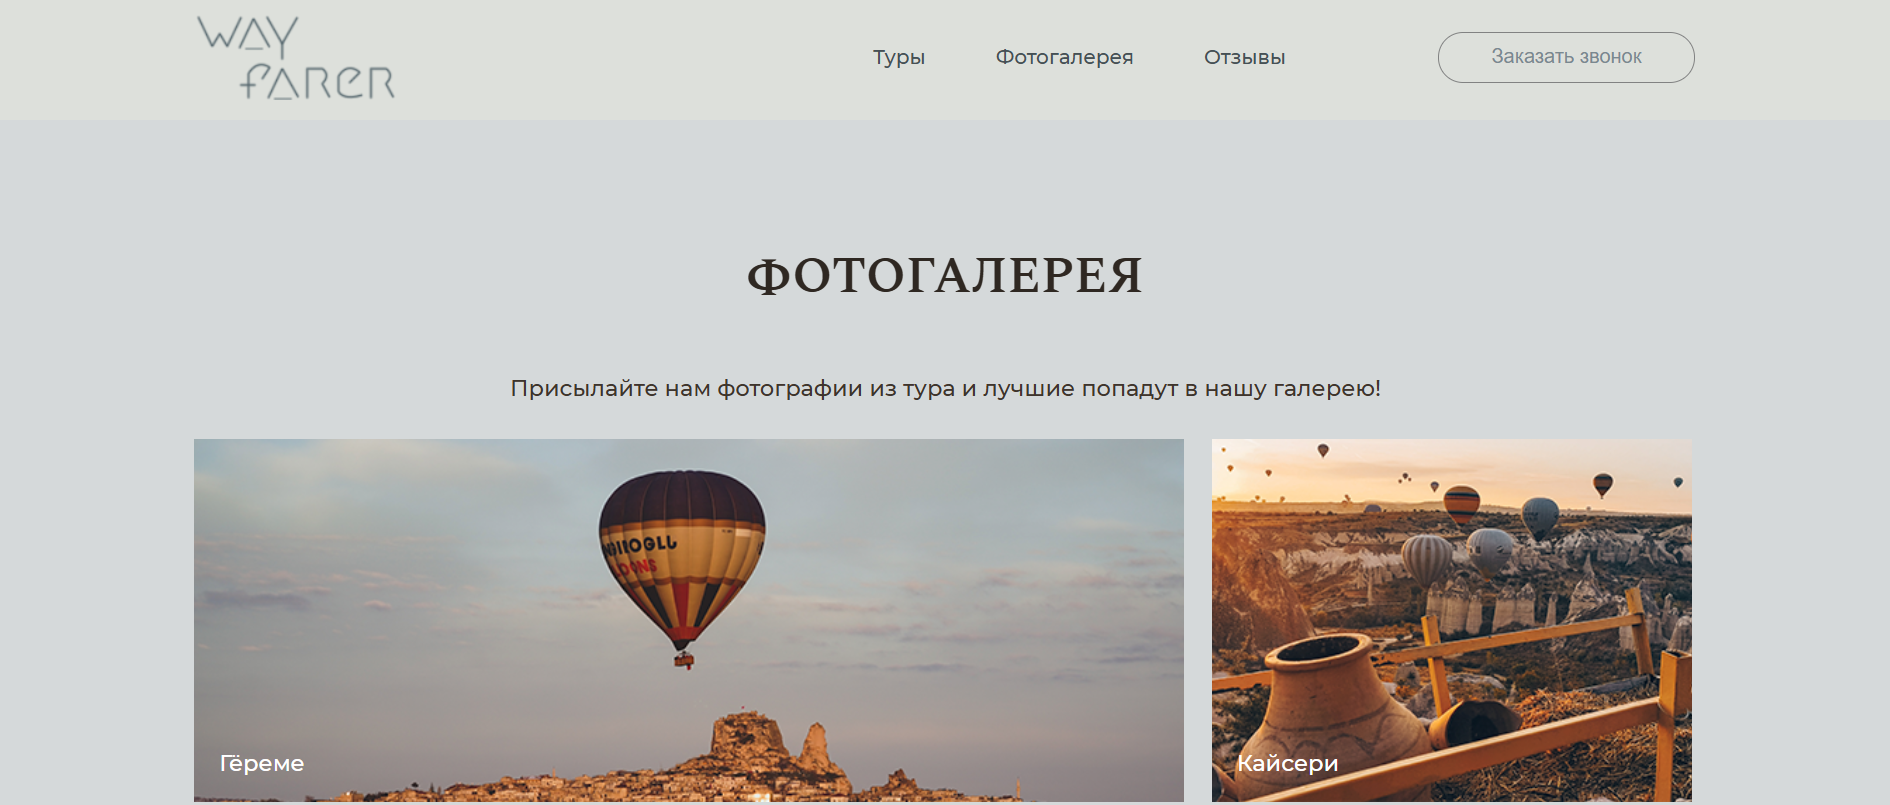 WAY
FARER
Туры Фотогалерея Отзывы Заказать звонок
ФОТОГАЛЕРЕЯ
Присылайте нам фотографии из тура и лучшие попадут в нашу галерею!
Гёреме
Кайсери